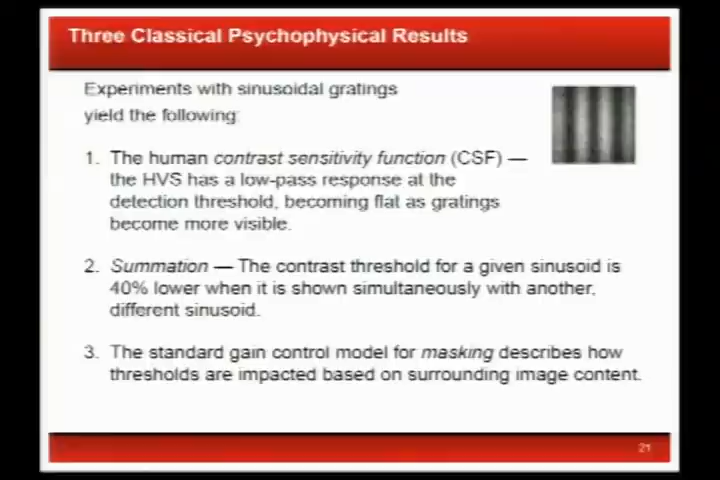 Three Classical Psychophysical Results
Experiments with sinusoidal gratings
yield the following:
1. The human contrast sensitivity function (CSF) —
the HVS has a low-pass response at the
detection threshold, becoming flat as gratings
become more visible.
2. Summation — The contrast threshold for a given sinusoid is
40% lower when it is shown simultaneously with another,
different sinusoid.
3. The standard gain control model for masking describes how
thresholds are impacted based on surrounding image content.
21